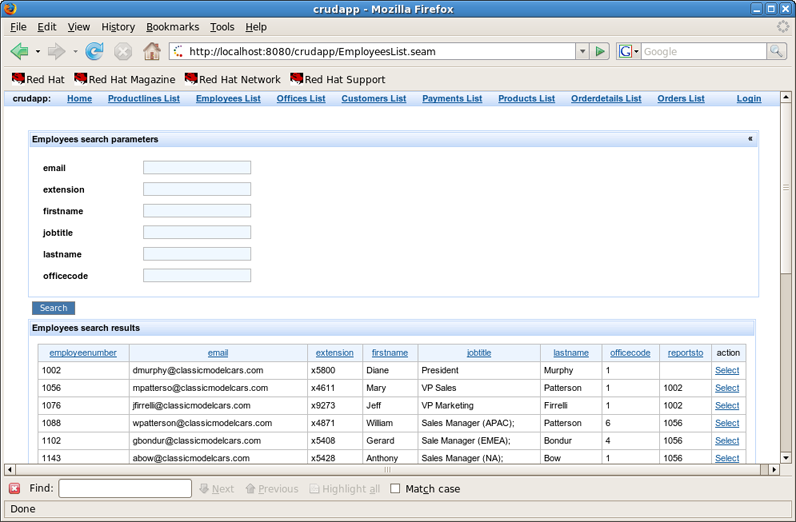 crudapp - Mozilla Firefox
File Edit View History Bookmarks Tools Help
http://localhost:8080/crudapp/EmployeesList.seam G Google
Red Hat Red Hat Magazine Red Hat Network Red Hat Support
crudapp: Home Productlines List Employees List Offices List Customers List Payments List Products List Orderdetails List Orders List Login
Employees search parameters «
email
extension
firstname
jobtitle
lastname
officecode
Search
Employees search results
employeenumber email extension firstname jobtitle lastname officecode reportsto action
1002 dmurphy@classicmodelcars.com x5800 Diane President Murphy 1 Select
1056 mpatterso@classicmodelcars.com x4611 Mary VP Sales Patterson 1 1002 Select
1076 jfirrelli@classicmodelcars.com x9273 Jeff VP Marketing Firrelli 1 1002 Select
1088 wpatterson@classicmodelcars.com x4871 William Sales Manager (APAC); Patterson 6 1056 Select
1102 gbondur@classicmodelcars.com x5408 Gerard Sale Manager (EMEA); Bondur 4 1056 Select
1143 abow@classicmodelcars.com x5428 Anthony Sales Manager (NA); Bow 1 1056 Select
Find: Next Previous Highlight all Match case
Done